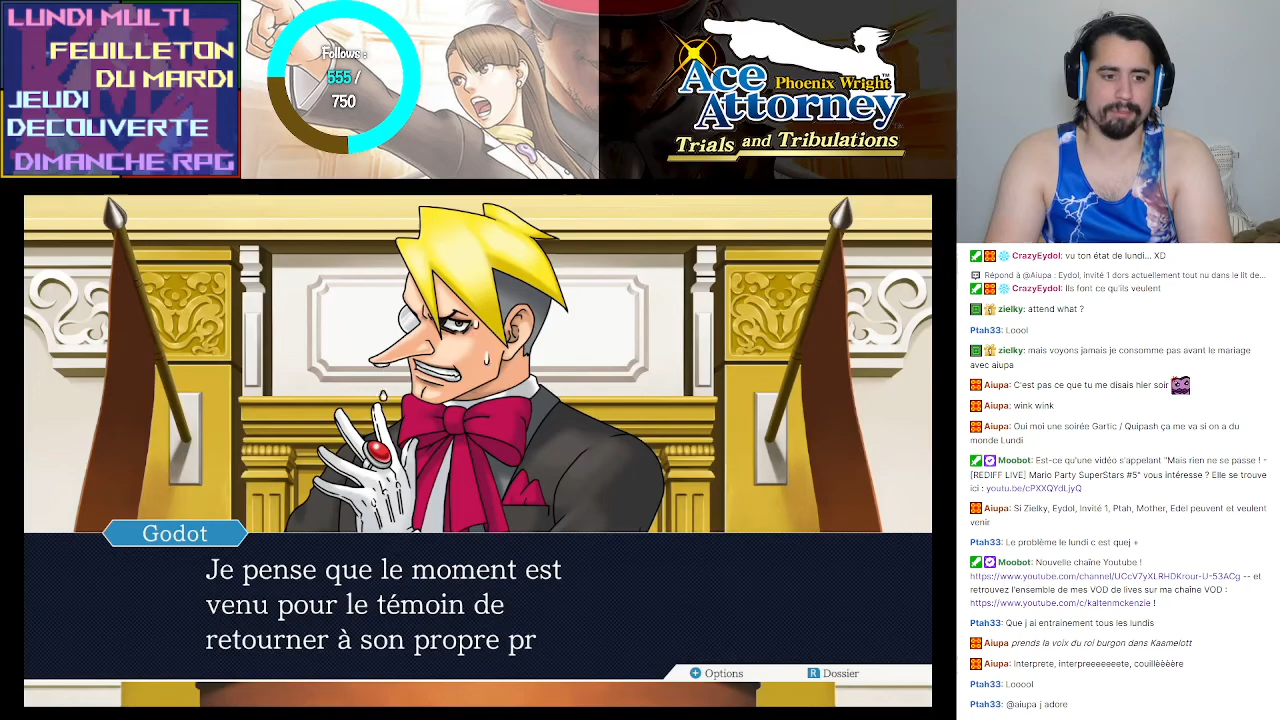 LUNDI MULTI
FEUILLETON
DU MARDI
JEUDI
DECOUVERTE
DIMANCHE RPG
Follows :
555 /
750
Phoenix Wright™
Ace
Attorney
Trials and Tribulations
CrazyEydol: vu ton état de lundi... XD
Répond à @Aiupa : Eydol, invité 1 dors actuellement tout nu dans le lit de...
CrazyEydol: Ils font ce qu'ils veulent
zielky: attend what ?
Ptah33: Loool
zielky: mais voyons jamais je consomme pas avant le mariage
avec aiupa
Aiupa: C'est pas ce que tu me disais hier soir
Aiupa: wink wink
Aiupa: Oui moi une soirée Gartic / Quipash ça me va si on a du
monde Lundi
Moobot: Est-ce qu'une vidéo s'appelant "Mais rien ne se passe ! -
[REDIFF LIVE] Mario Party SuperStars #5" vous intéresse ? Elle se trouve
ici : youtu.be/cPXXQYdLjyQ
Aiupa: Si Zielky, Eydol, Invité 1, Ptah, Mother, Edel peuvent et veulent
venir
Ptah33: Le problème le lundi c est quej +
Moobot: Nouvelle chaîne Youtube !
https://www.youtube.com/channel/UCcV7yXLRHDKrour-U-53ACg -- et
retrouvez l'ensemble de mes VOD de lives sur ma chaîne VOD :
https://www.youtube.com/c/kaltenmckenzie !
Ptah33: Que j ai entrainement tous les lundis
Aiupa prends la voix du roi burgon dans Kaamelott
Aiupa: Interprete, interpreeeeeeete, couillèèèère
Ptah33: Looool
Ptah33: @aiupa j adore
Godot
Je pense que le moment est
venu pour le témoin de
retourner à son propre pr
+ Options
R Dossier